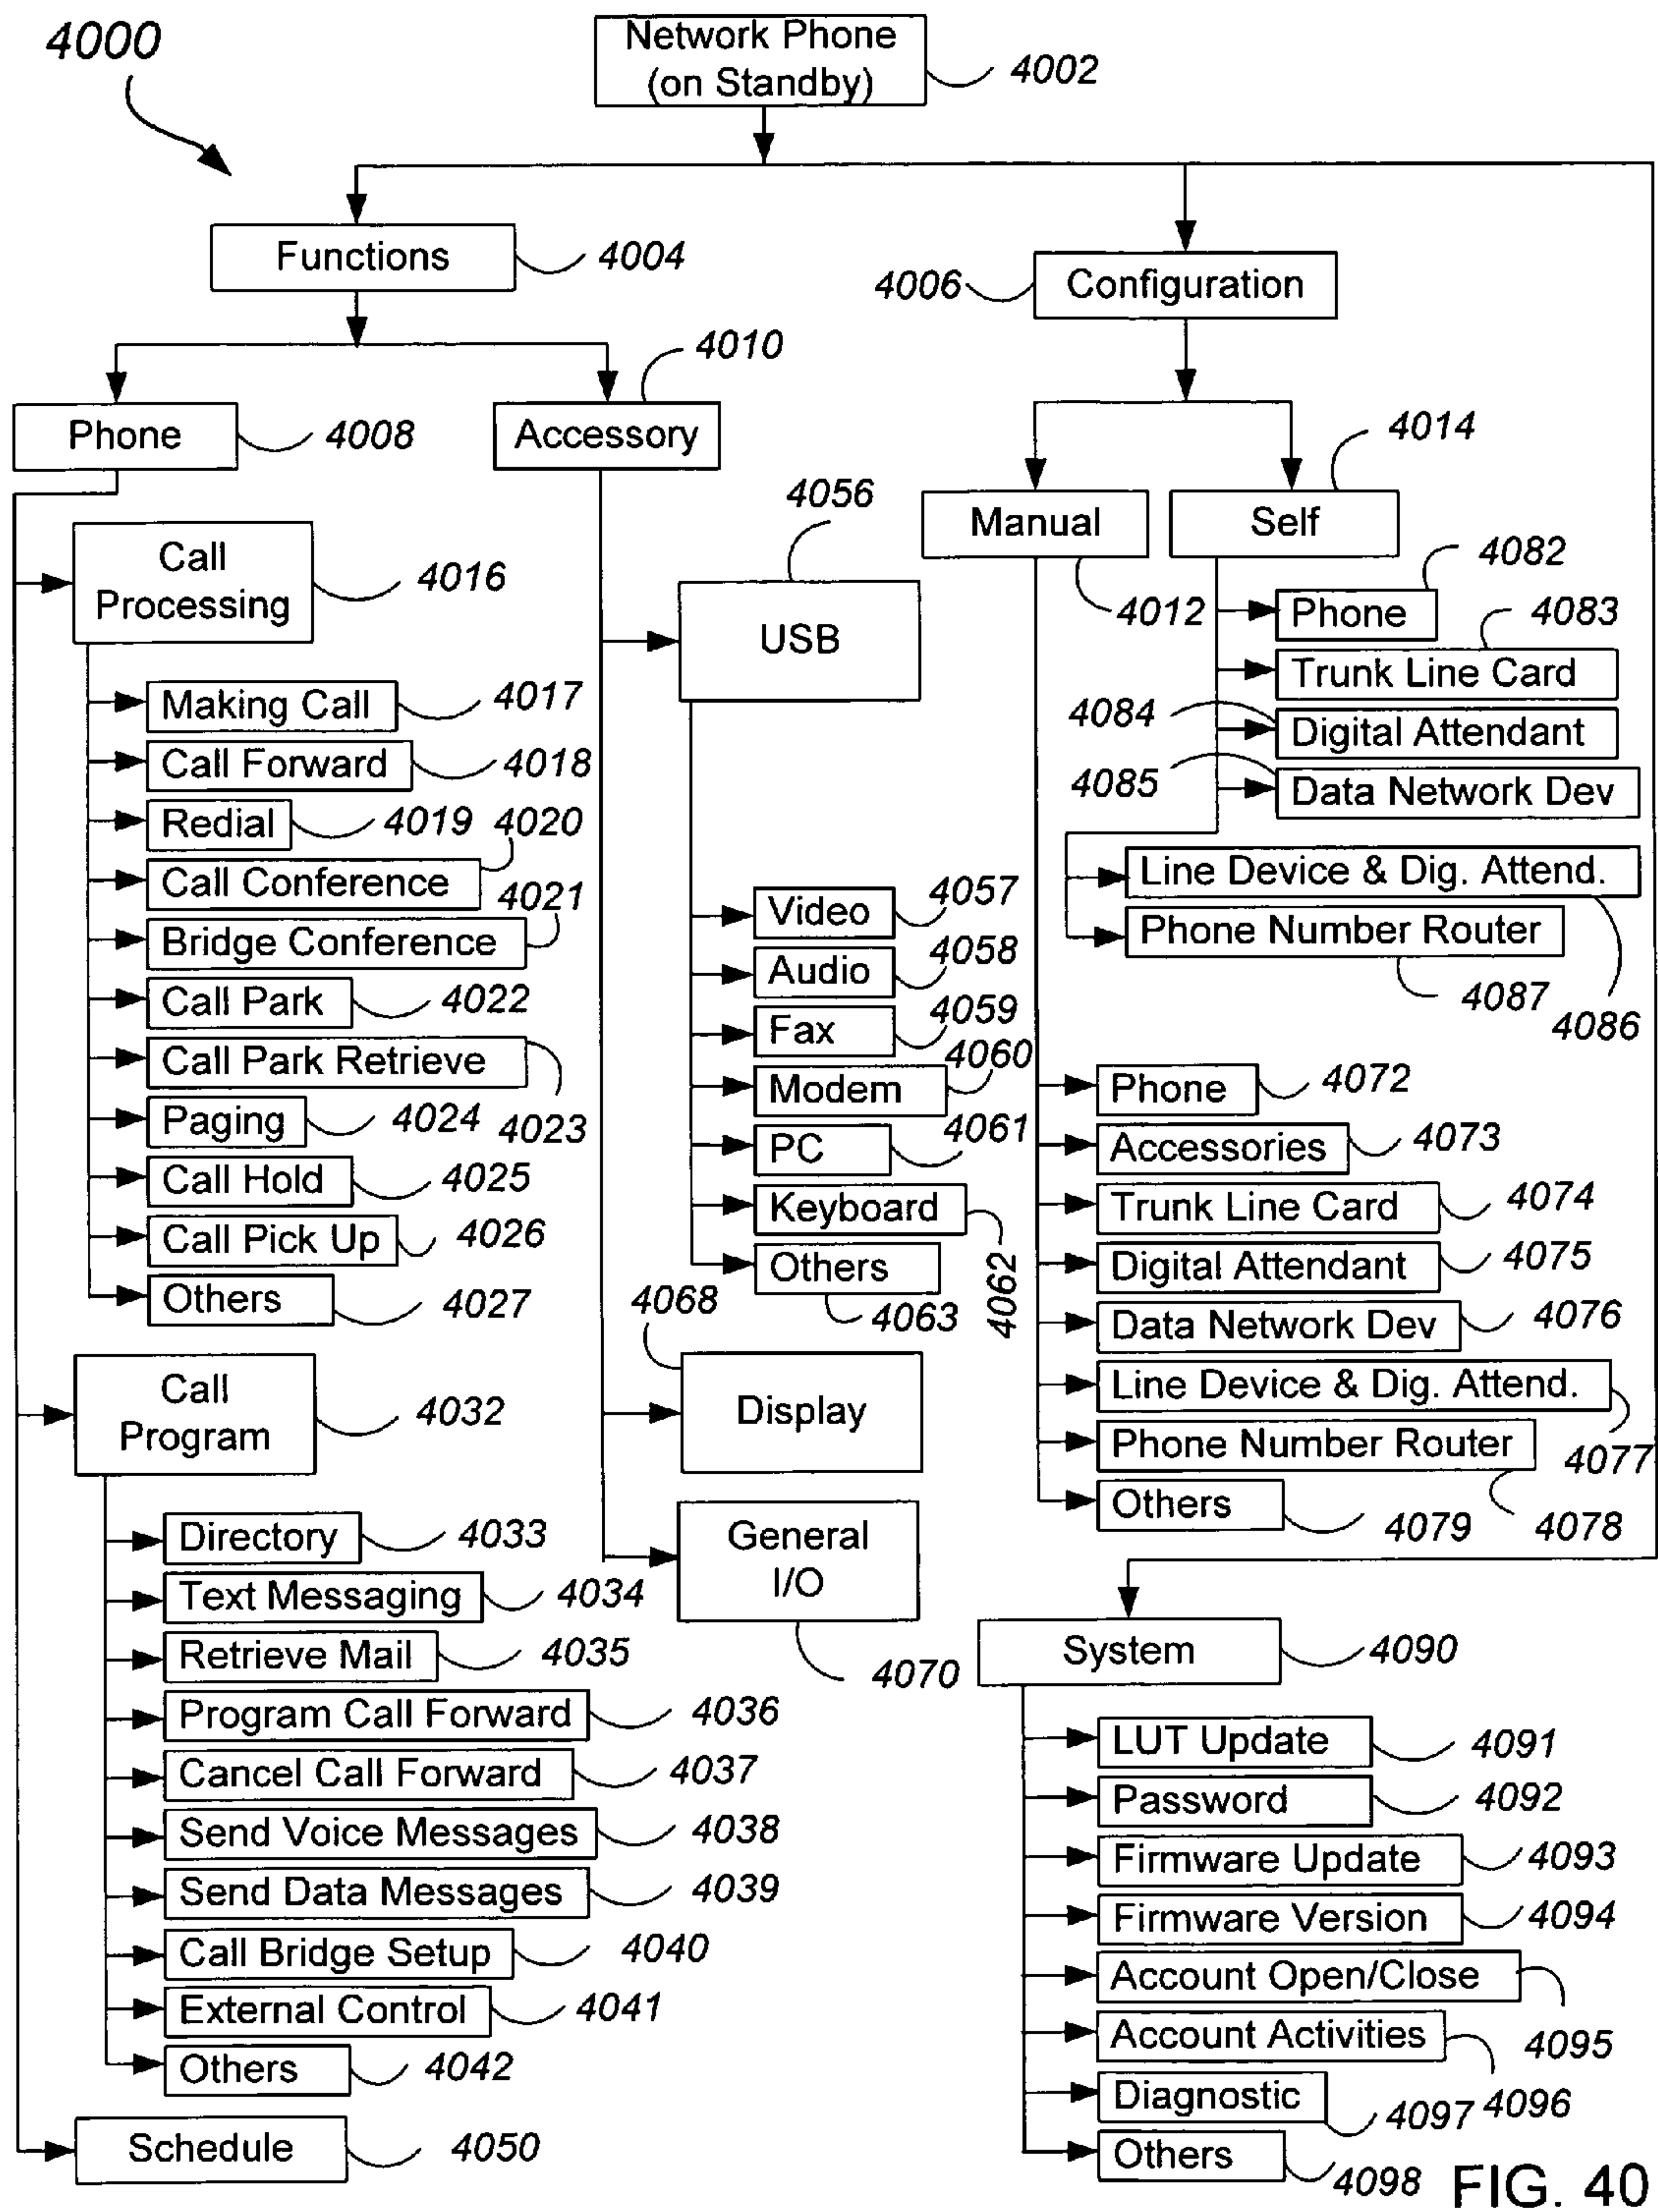 4000
Network Phone
(on Standby)
4002
Functions
4004
4006
Configuration
4010
Phone
4008
Accessory
4014
Manual
Self
4012
4056
Call
Processing
4016
Making Call
4017
Call Forward
4018
Redial
4019
Call Conference
4020
Bridge Conference
4021
Call Park
4022
Call Park Retrieve
4023
Paging
4024
Call Hold
4025
Call Pick Up
4026
Others
4027
Call
Program
4032
Directory
4033
Text Messaging
4034
Retrieve Mail
4035
Program Call Forward
4036
Cancel Call Forward
4037
Send Voice Messages
4038
Send Data Messages
4039
Call Bridge Setup
4040
External Control
4041
Others
4042
Schedule
4050
USB
Video
4057
Audio
4058
Fax
4059
Modem
4060
PC
4061
Keyboard
4062
Others
4063
4068
Display
General
I/O
4070
Phone
4082
Trunk Line Card
4083
4084
Digital Attendant
4085
Data Network Dev
Line Device & Dig. Attend.
4086
Phone Number Router
4087
Phone
4072
Accessories
4073
Trunk Line Card
4074
Digital Attendant
4075
Data Network Dev
4076
Line Device & Dig. Attend.
4077
Phone Number Router
4078
Others
4079
System
4090
LUT Update
4091
Password
4092
Firmware Update
4093
Firmware Version
4094
Account Open/Close
4095
Account Activities
4096
Diagnostic
4097
Others
4098
FIG. 40